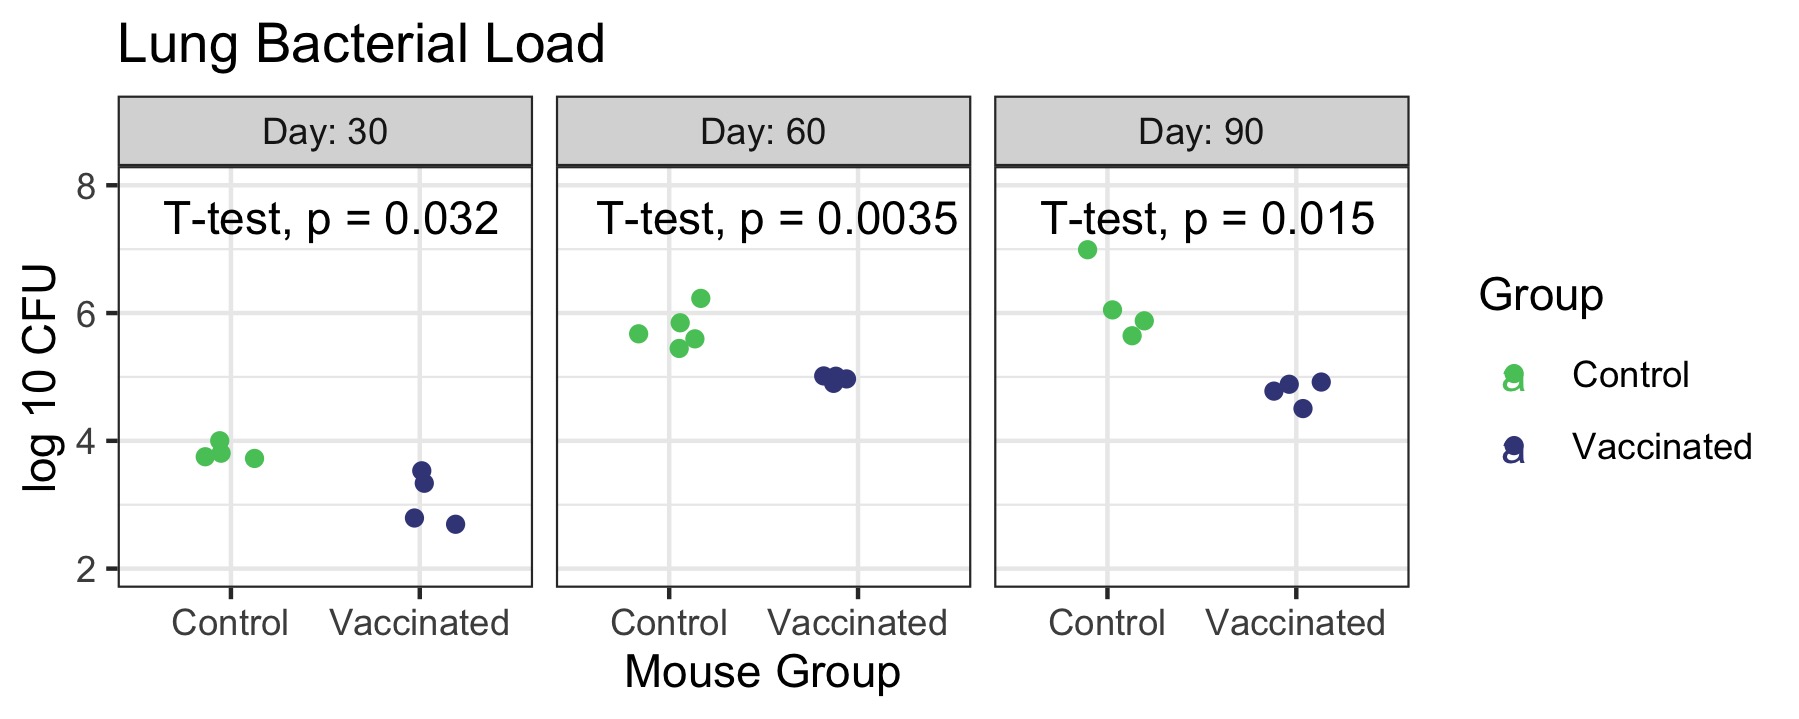 Lung Bacterial Load
Day: 30
Day: 60
Day: 90
T-test, p = 0.032
T-test, p = 0.0035
T-test, p = 0.015
8
6
4
2
log 10 CFU
Control
Vaccinated
Control
Vaccinated
Control
Vaccinated
Mouse Group
Group
a
Control
a
Vaccinated